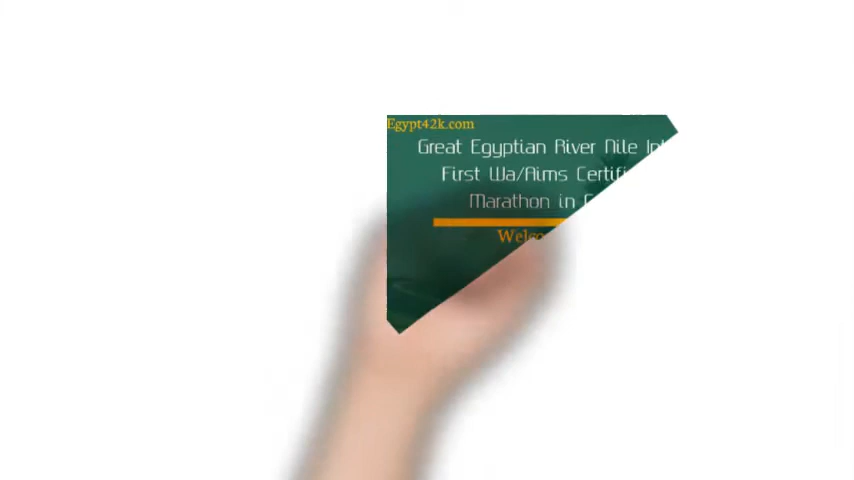 Egypt42k.com
Great Egyptian River Nile
First Wa/Aims
Marathon in